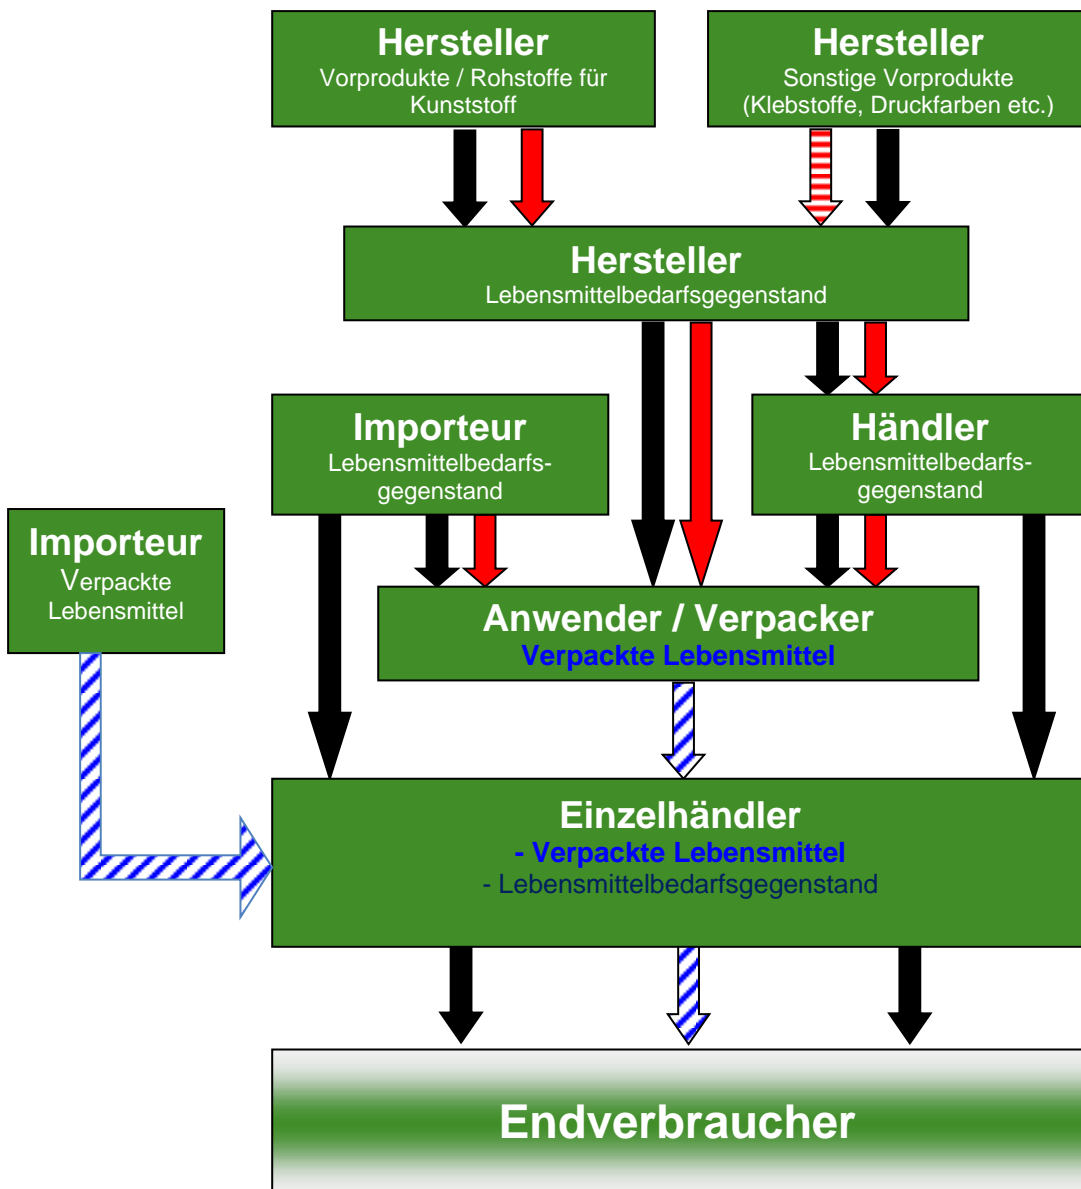 Hersteller
Vorprodukte / Rohstoffe für
Kunststoff
Hersteller
Sonstige Vorprodukte
(Klebstoffe, Druckfarben etc.)
Hersteller
Lebensmittelbedarfsgegenstand
Importeur
Lebensmittelbedarfs-
gegenstand
Händler
Lebensmittelbedarfs-
gegenstand
Importeur
Verpackte
Lebensmittel
Anwender / Verpacker
Verpackte Lebensmittel
Einzelhändler
- Verpackte Lebensmittel
- Lebensmittelbedarfsgegenstand
Endverbraucher